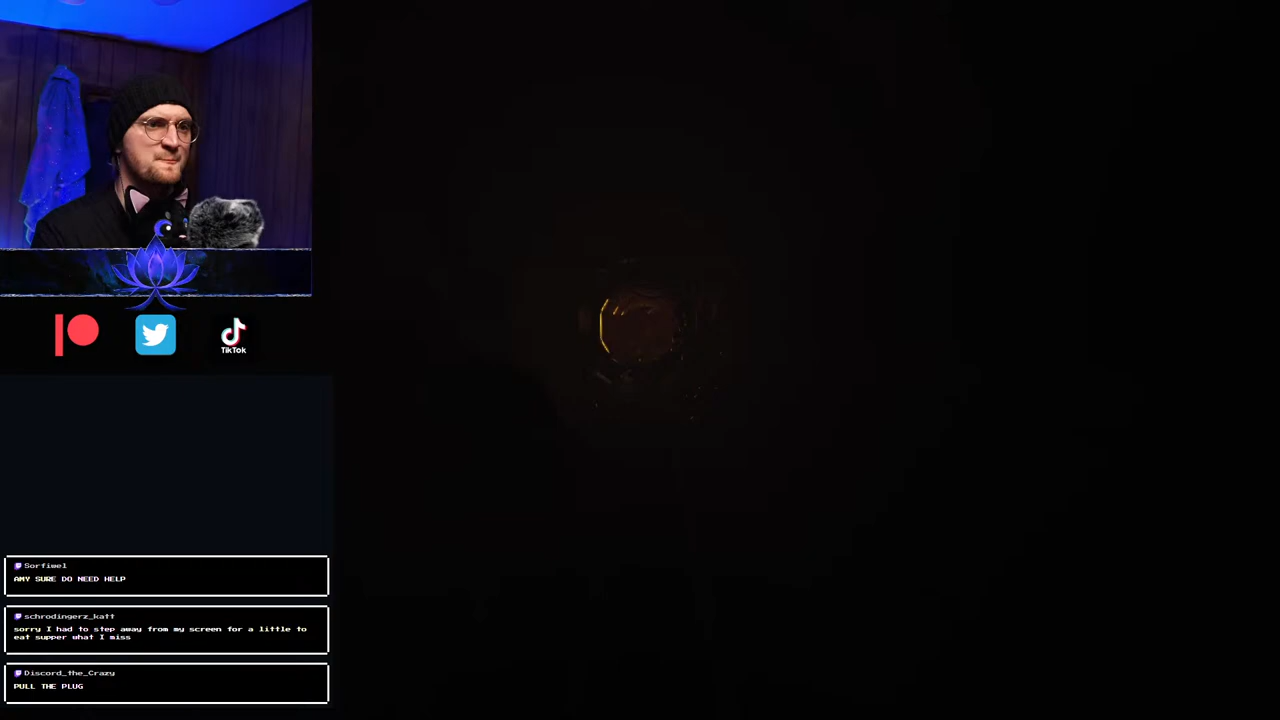 TikTok
Sorfiwel
AMY SURE DO NEED HELP
schrodingerz_katt
sorry I had to step away from my screen for a little to
eat supper what I miss
Discord_the_Crazy
PULL THE PLUG